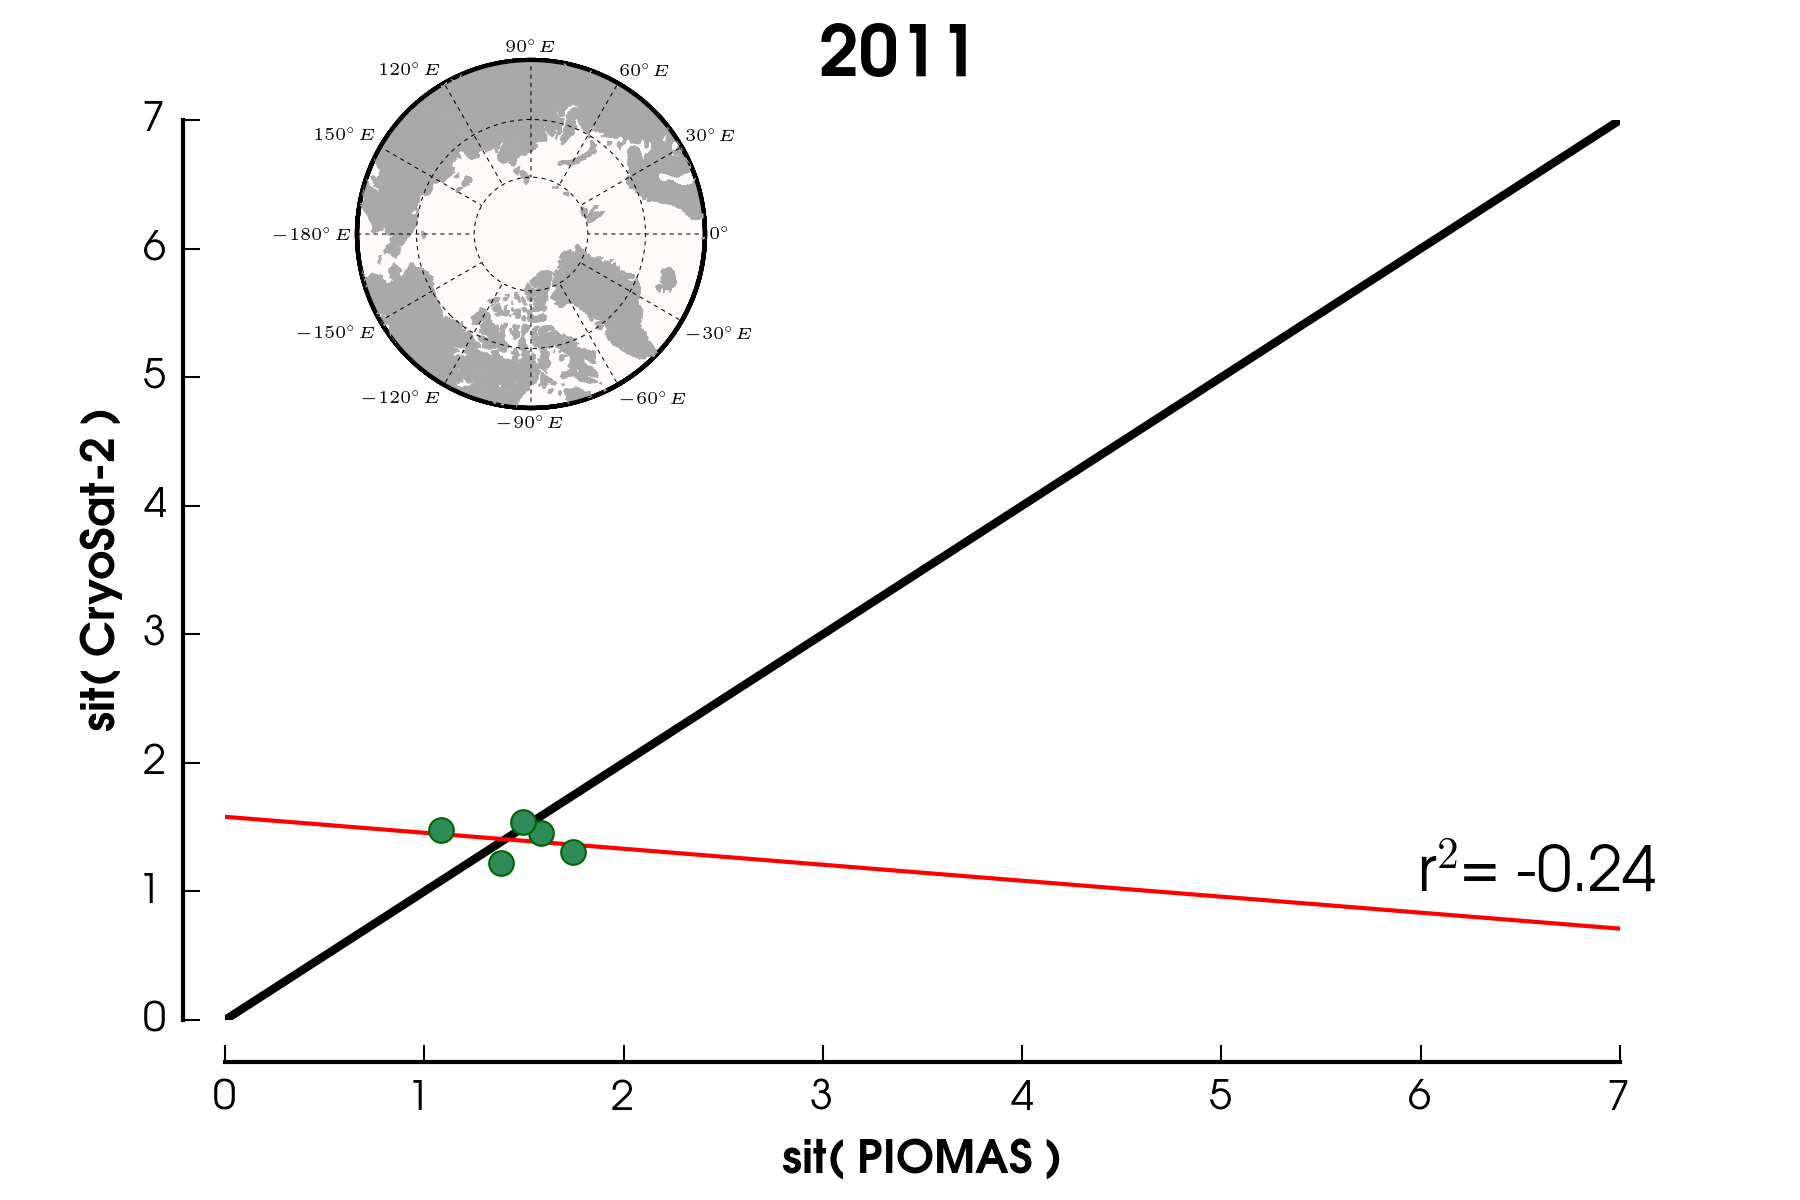 2011
90° E
120° E
60° E
150° E
30° E
−180° E
0°
−150° E
−30° E
−120° E
−60° E
−90° E
7
6
5
4
3
2
1
0
sit( CryoSat-2 )
r²= -0.24
0 1 2 3 4 5 6 7
sit( PIOMAS )